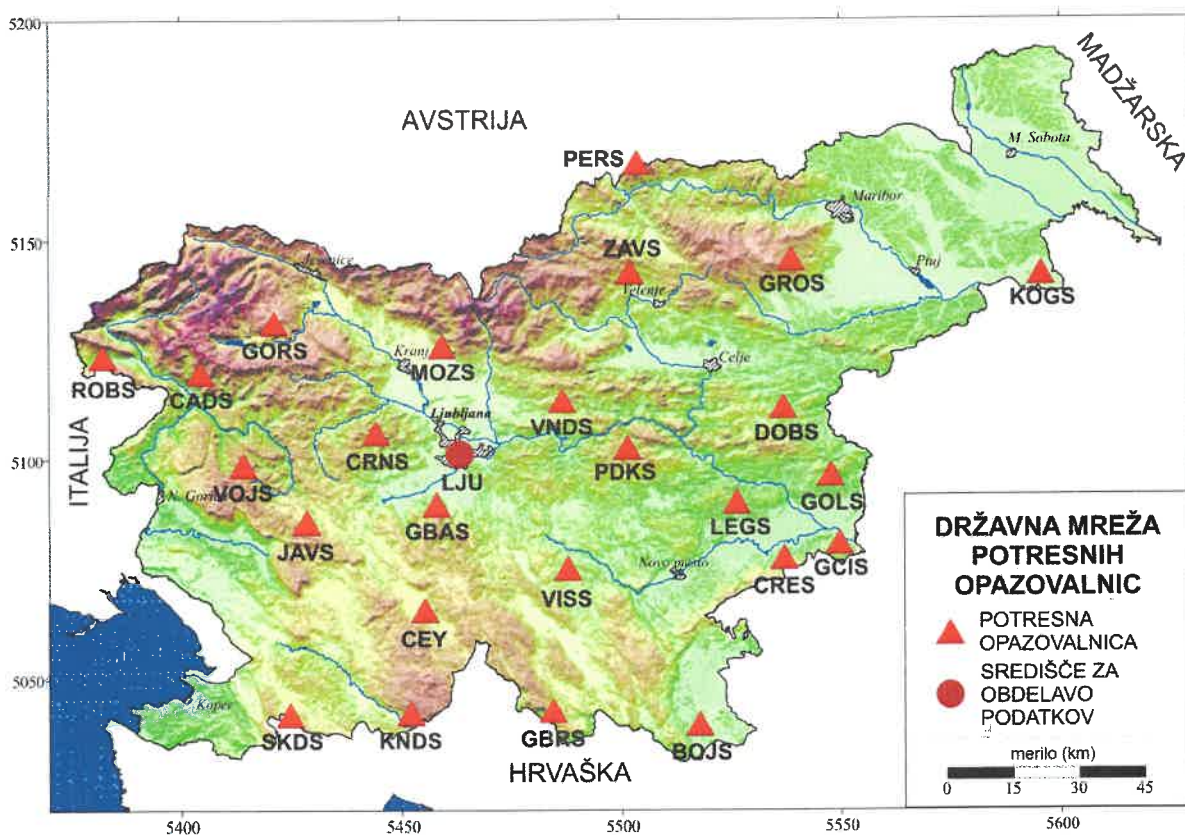 5200
AVSTRIJA
MADŽARSKA
M. Sobota
PERS
Maribor
5150
ZAVS
Jesenice
GROS
Ptuj
Velenje
KOGS
GORS
Kranj
MOZS
Celje
ROBS
CADS
Ljubljana
VNDS
DOBS
ITALIJA
CRNS
5100
LJU
PDKS
VOJS
GOLS
N. Gorica
GBAS
LEGS
JAVS
GCIS
Novo mesto
CRES
VISS
CEY
5050
Koper
SKDS
KNDS
GBRS
BOJS
HRVAŠKA
DRŽAVNA MREŽA
POTRESNIH
OPAZOVALNIC
POTRESNA
OPAZOVALNICA
SREDIŠČE ZA
OBDELAVO
PODATKOV
merilo (km)
0 15 30 45
5400 5450 5500 5550 5600